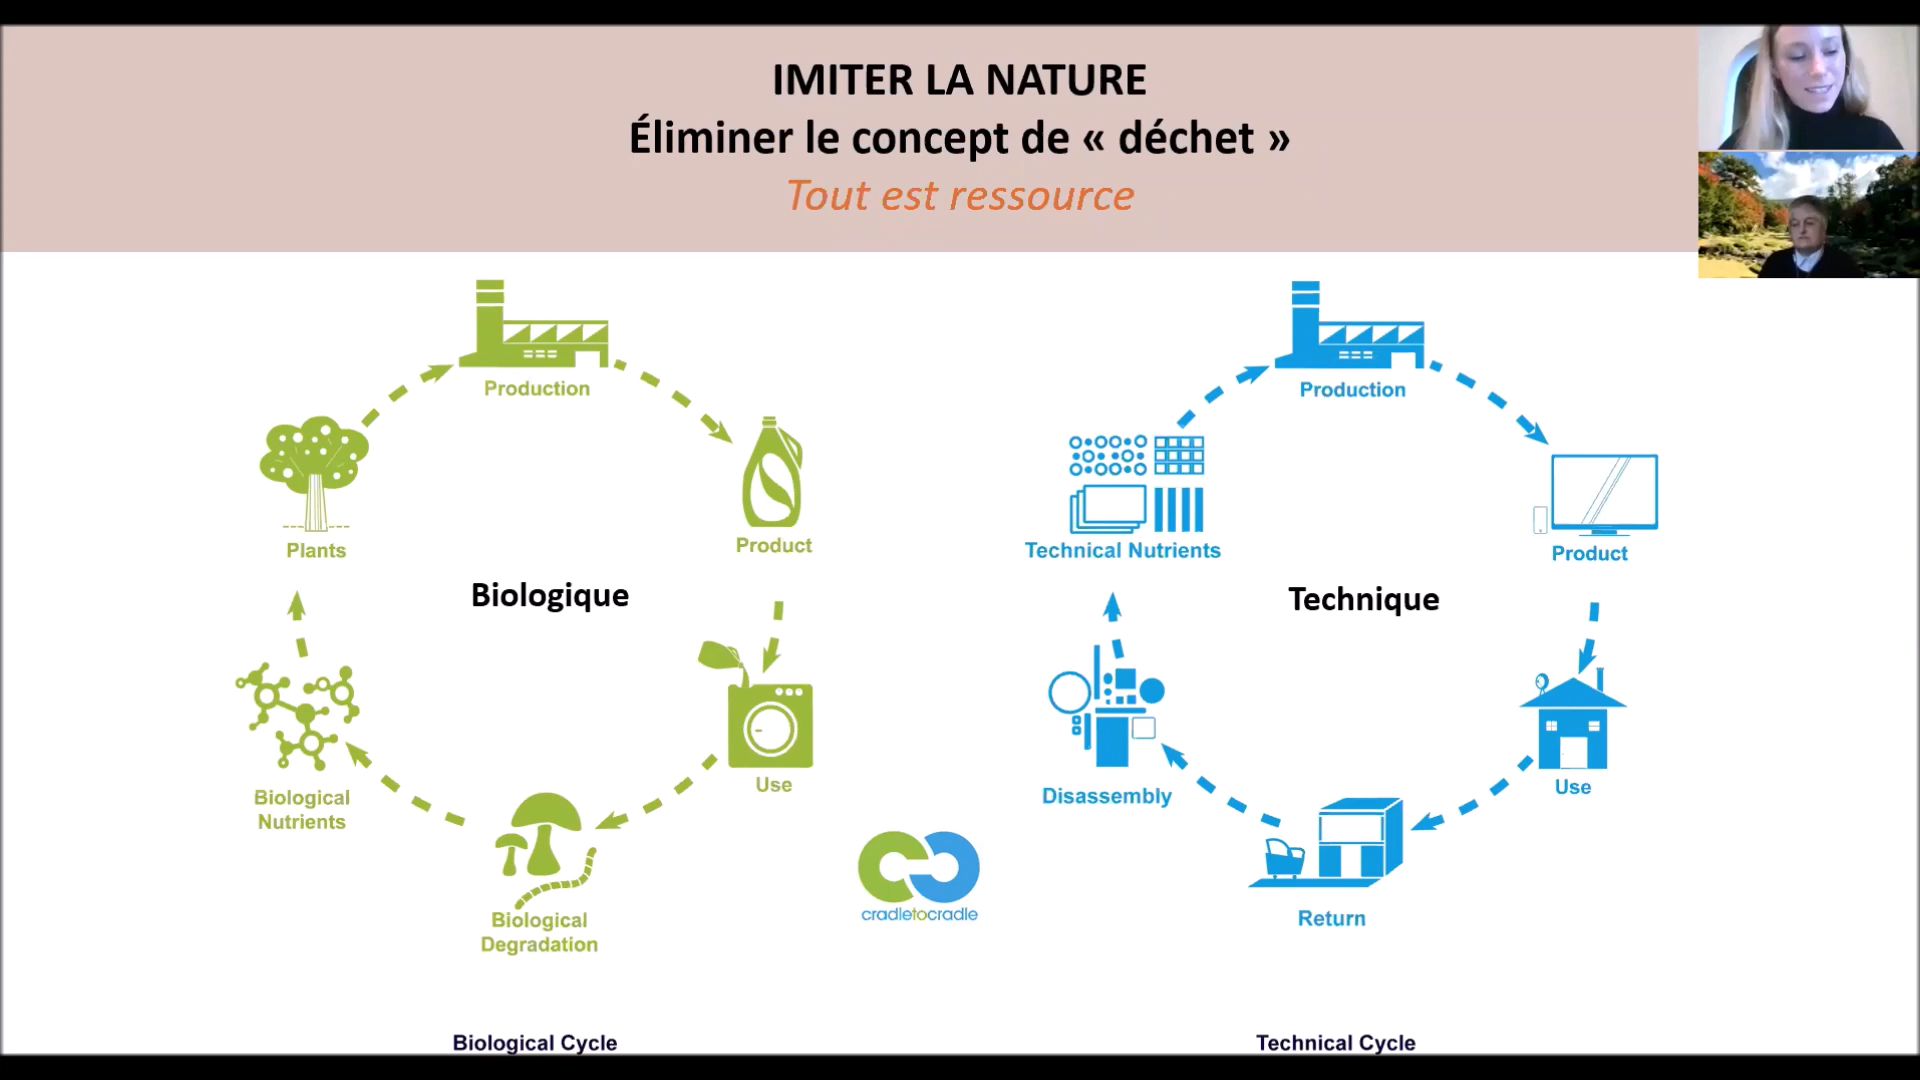 IMITER LA NATURE
Éliminer le concept de « déchet »
Tout est ressource
Production
Plants
Product
Biologique
Biological
Nutrients
Use
Biological
Degradation
Biological Cycle
cradletocradle
Production
Technical Nutrients
Product
Technique
Disassembly
Use
Return
Technical Cycle